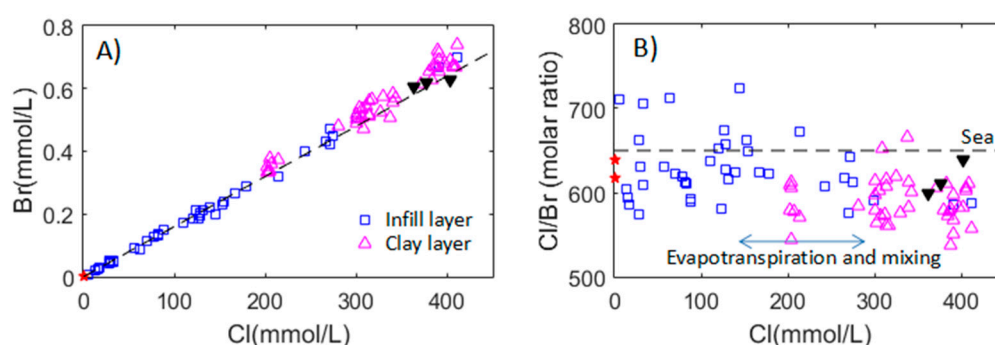 A)
Br(mmol/L)
0.8
0.6
0.4
0.2
0
0
100
200
300
400
Cl(mmol/L)
Infill layer
Clay layer
B)
Cl/Br (molar ratio)
800
700
600
500
0
100
200
300
400
Cl(mmol/L)
Sea
Evapotranspiration and mixing